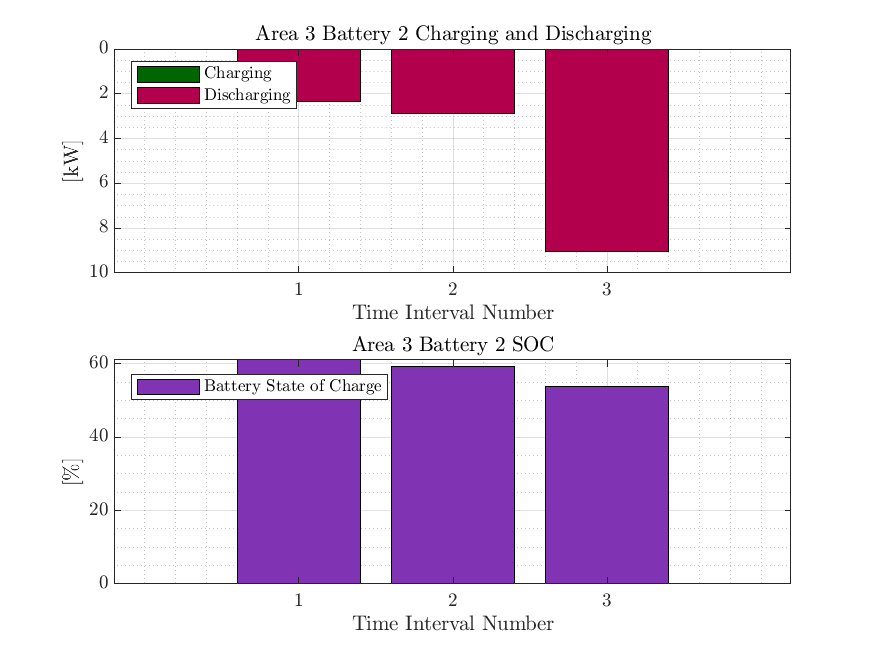 Area 3 Battery 2 Charging and Discharging
0
2
4
6
8
10
[kW]
Charging
Discharging
1 2 3
Time Interval Number
Area 3 Battery 2 SOC
60
40
20
0
[%]
Battery State of Charge
1 2 3
Time Interval Number